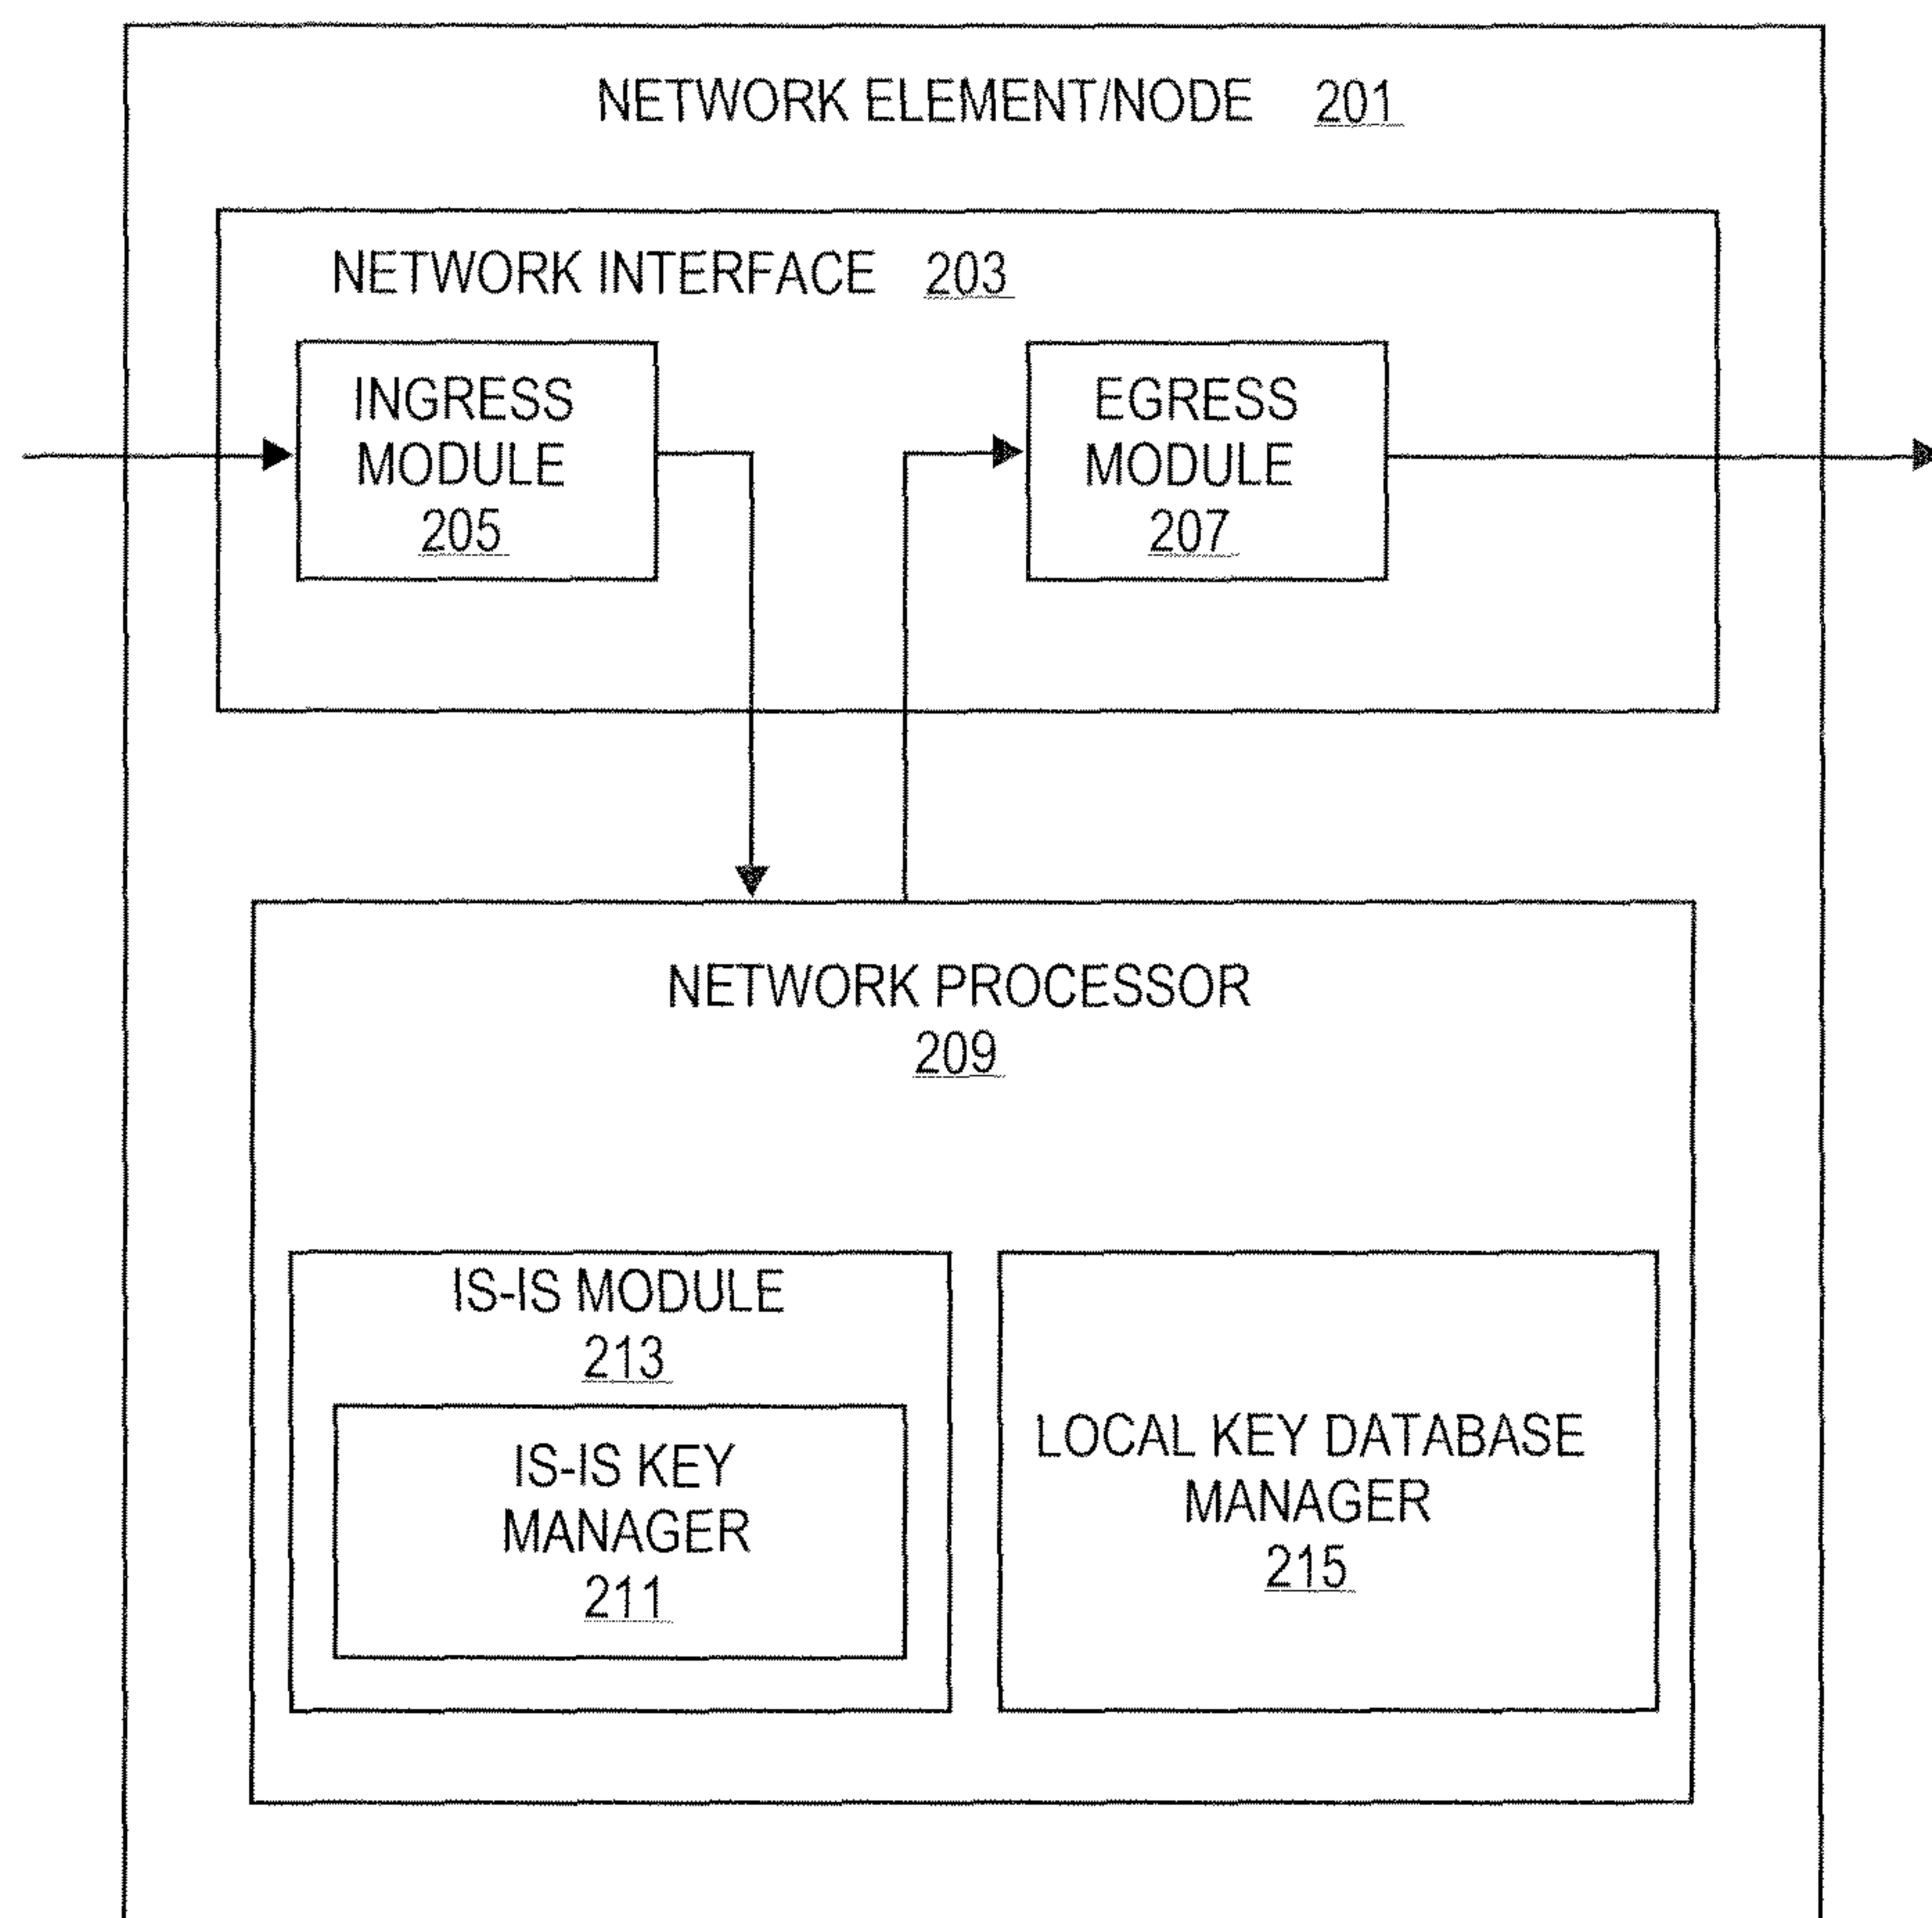 NETWORK ELEMENT/NODE 201
NETWORK INTERFACE 203
INGRESS
MODULE
205
EGRESS
MODULE
207
NETWORK PROCESSOR
209
IS-IS MODULE
213
IS-IS KEY
MANAGER
211
LOCAL KEY DATABASE
MANAGER
215